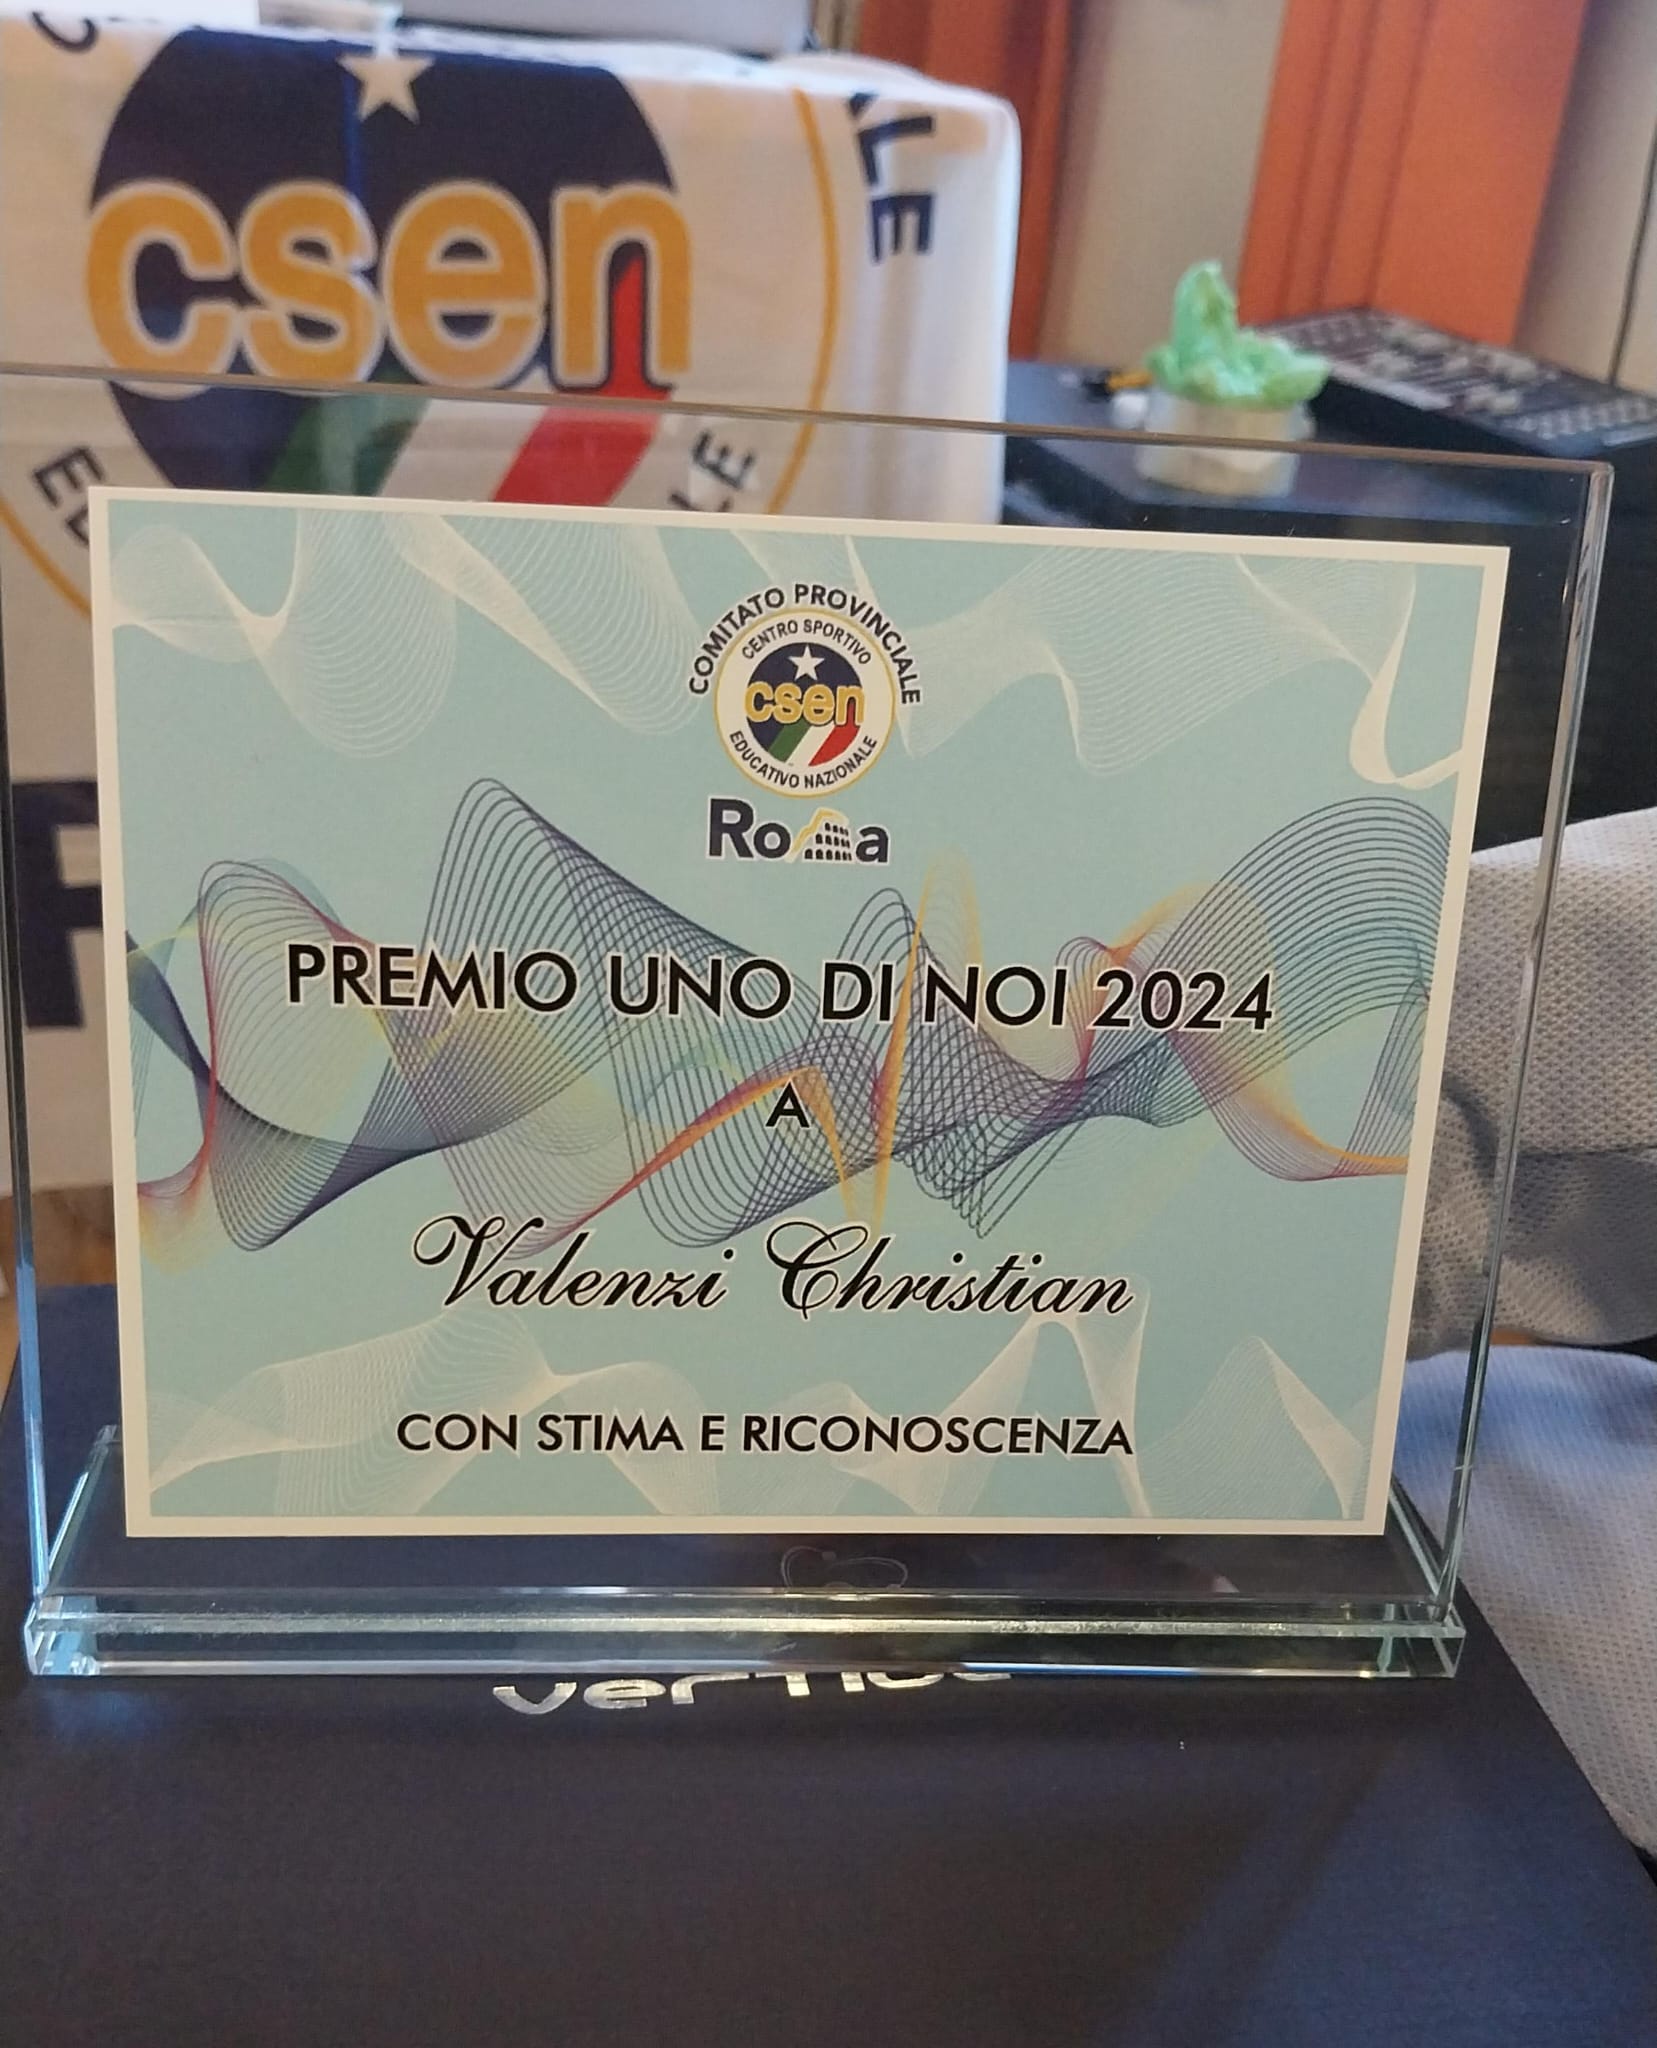 csen
COMITATO PROVINCIALE
CENTRO SPORTIVO
csen
EDUCATIVO NAZIONALE
Roma
PREMIO UNO DI NOI 2024
A
Valenzi Christian
CON STIMA E RICONOSCENZA